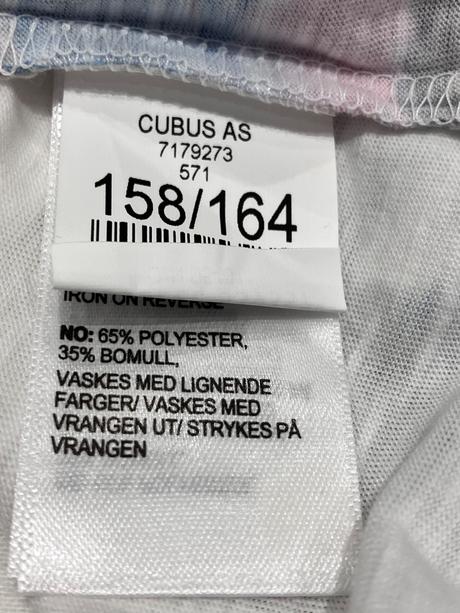 CUBUS AS
7179273
571
158/164
IRON ON REVERSE
NO: 65% POLYESTER,
35% BOMULL,
VASKES MED LIGNENDE
FARGER/ VASKES MED
VRANGEN UT/ STRYKES PÅ
VRANGEN